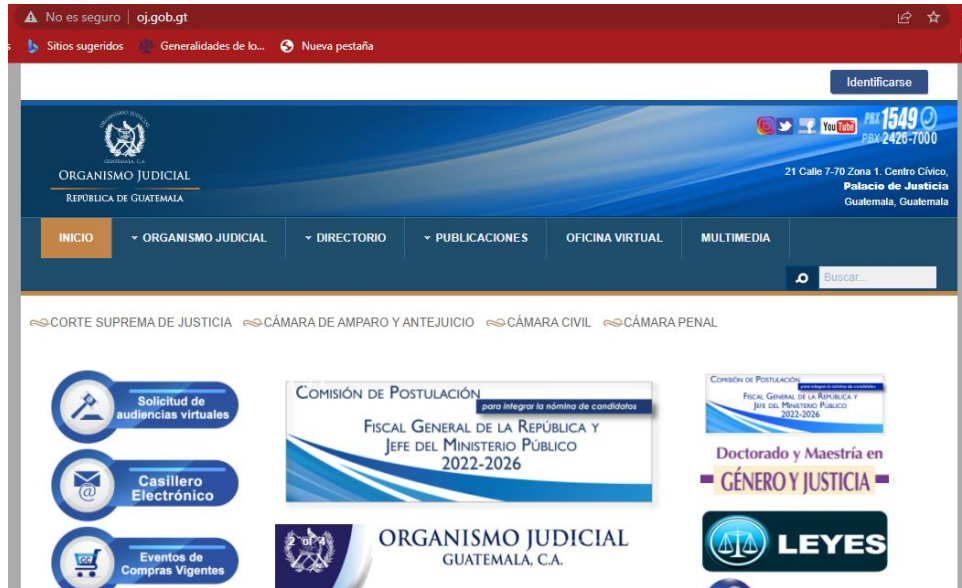 No es seguro | oj.gob.gt
Sitios sugeridos Generalidades de lo... Nueva pestaña
Identificarse
ORGANISMO JUDICIAL
GUATEMALA, C.A.
ORGANISMO JUDICIAL
REPÚBLICA DE GUATEMALA
You Tube
PBX 1549
PBX 2426-7000
21 Calle 7-70 Zona 1. Centro Cívico,
Palacio de Justicia
Guatemala, Guatemala
INICIO ORGANISMO JUDICIAL DIRECTORIO PUBLICACIONES OFICINA VIRTUAL MULTIMEDIA
Buscar...
CORTE SUPREMA DE JUSTICIA CÁMARA DE AMPARO Y ANTEJUICIO CÁMARA CIVIL CÁMARA PENAL
Solicitud de
audiencias virtuales
Casillero
Electrónico
Eventos de
Compras Vigentes
COMISIÓN DE POSTULACIÓN
para integrar la nómina de candidatos
FISCAL GENERAL DE LA REPÚBLICA Y
JEFE DEL MINISTERIO PÚBLICO
2022-2026
2 of 4
ORGANISMO JUDICIAL
GUATEMALA, C.A.
COMISIÓN DE POSTULACIÓN
para integrar la nómina de candidatos
FISCAL GENERAL DE LA REPÚBLICA Y
JEFE DEL MINISTERIO PÚBLICO
2022-2026
Doctorado y Maestría en
GÉNERO Y JUSTICIA
LEYES